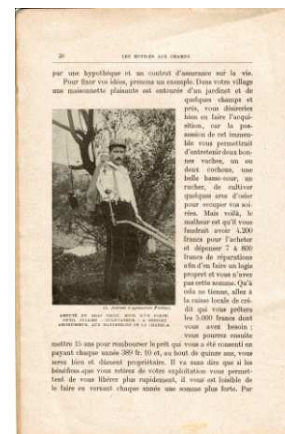 LES MUTILÉS AUX CHAMPS
par une hypothèque et un contrat d'assurance sur la vie.
Pour fixer vos idées, prenons un exemple. Dans votre village
une maisonnette plaisante est entourée d'un jardinet et de
quelques champs et
prés, vous désireriez
bien en faire l'acqui-
sition, car la pos-
session de cet immeu-
ble vous permettrait
d'entretenir deux bon-
nes vaches, un ou
deux cochons, une
belle basse-cour, un
rucher, de cultiver
quelques ares d'osier
pour occuper vos soi-
rées. Mais voilà, le
malheur est qu'il vous
faudrait avoir 4.200
francs pour l'acheter
et dépenser 7 à 800
francs de réparations
afin d'en faire un logis
propret et vous n'avez
pas cette somme. Qu'à
cela ne tienne, allez à
la caisse locale de cré-
dit qui vous prêtera
les 5.000 francs dont
vous avez besoin ;
vous pourrez ensuite
mettre 15 ans pour rembourser le prêt qui vous a été consenti en
payant chaque année 389 fr. 10 et, au bout de quinze ans, vous
serez bien et dûment propriétaire. Il va sans dire que si les
bénéfices que vous retirez de votre exploitation vous permet-
tent de vous libérer plus rapidement, il vous est loisible de
le faire en versant chaque année une somme plus forte. Par